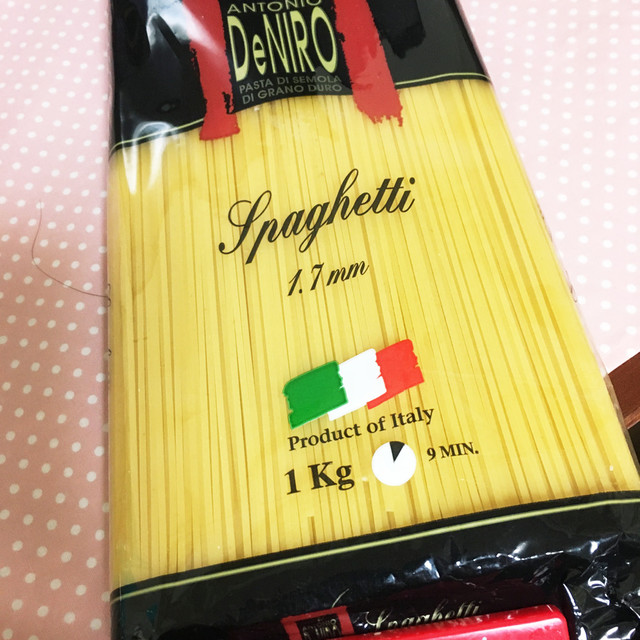 ANTONIO
DeNIRO
PASTA DI SEMOLA
DI GRANO DURO
Spaghetti
1.7 mm
Product of Italy
1 Kg
9 MIN.
Spaghetti